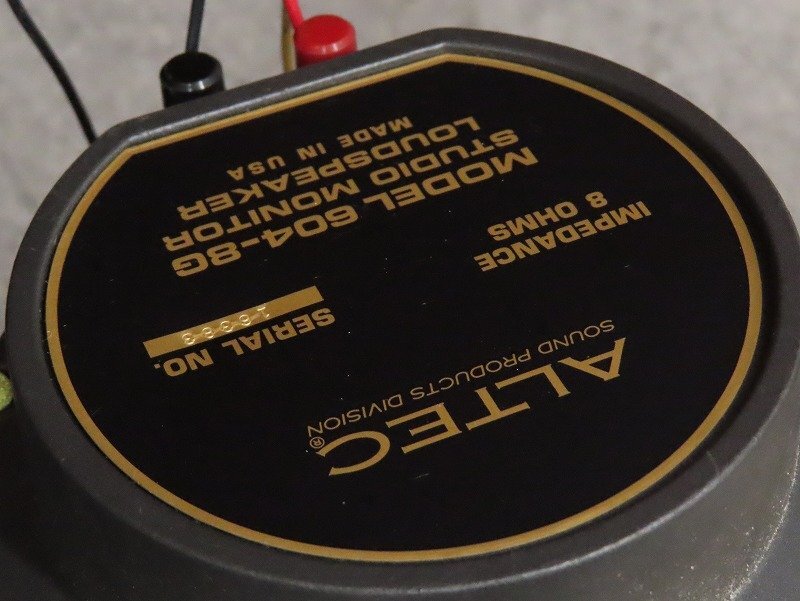 ALTEC®
SOUND PRODUCTS DIVISION
SERIAL NO.
IMPEDANCE
8 OHMS
MODEL 604-8G
STUDIO MONITOR
LOUDSPEAKER
MADE IN USA